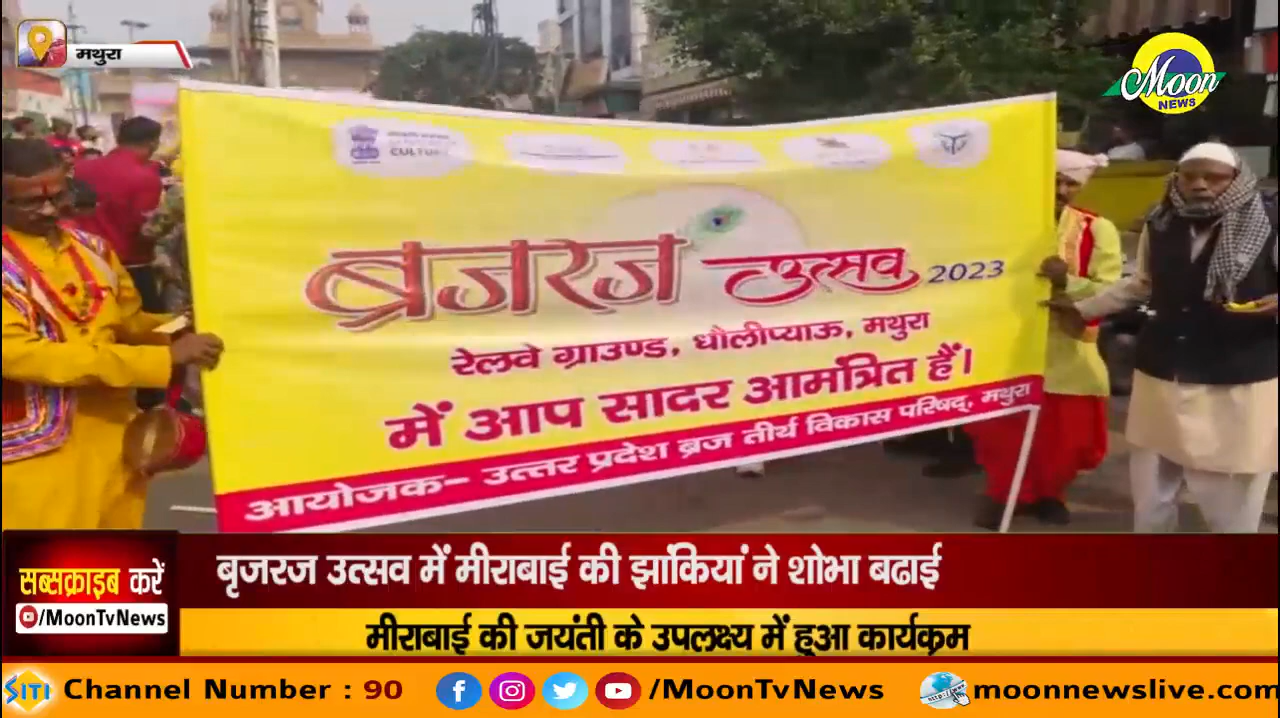 मथुरा
Moon
NEWS
CULTURE
ब्रजरज उत्सव 2023
रेलवे ग्राउण्ड, धौलीप्याऊ, मथुरा
में आप सादर आमंत्रित हैं।
आयोजक- उत्तर प्रदेश ब्रज तीर्थ विकास परिषद्, मथुरा
सब्सक्राइब करें
/MoonTvNews
बृजरज उत्सव में मीराबाई की झांकियां ने शोभा बढाई
मीराबाई की जयंती के उपलक्ष्य में हुआ कार्यक्रम
SITI Channel Number : 90 /MoonTvNews moonnewslive.com